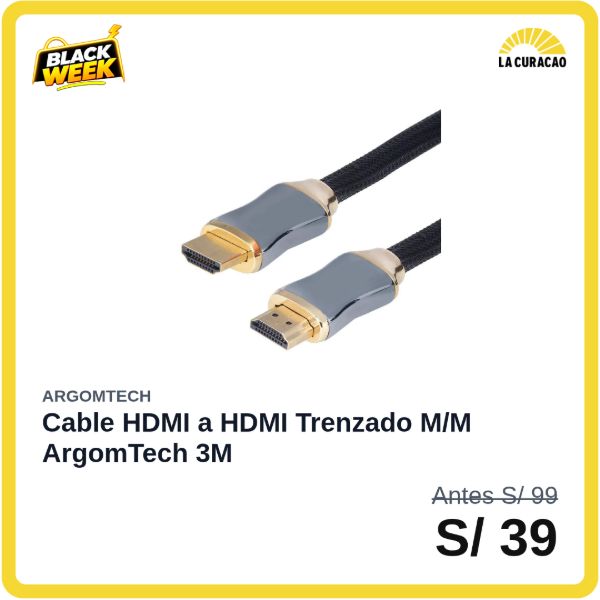 BLACK
WEEK
LA CURACAO
ARGOMTECH
Cable HDMI a HDMI Trenzado M/M
ArgomTech 3M
Antes S/ 99
S/ 39